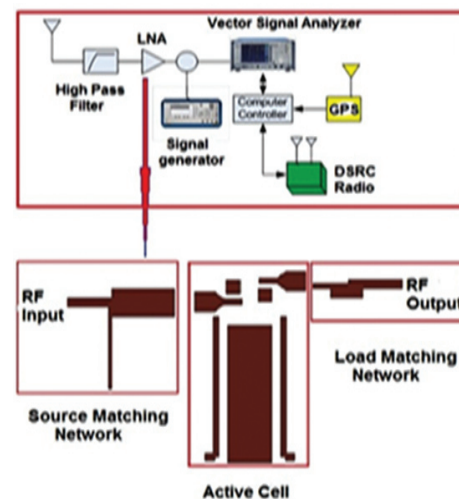 Vector Signal Analyzer
LNA
High Pass
Filter
Signal
generator
Computer
Controller
GPS
DSRC
Radio
RF
Input
RF
Output
Source Matching
Network
Load Matching
Network
Active Cell